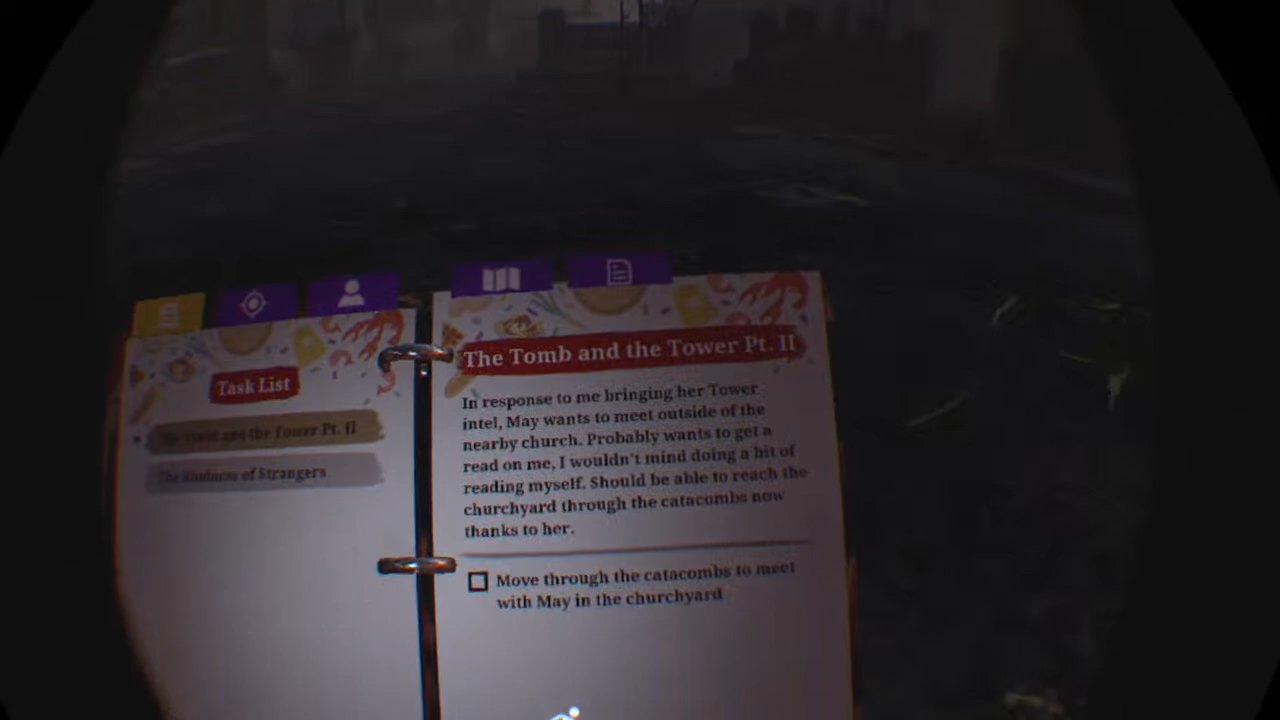 Task List
The Tomb and the Tower Pt. II
The Kindness of Strangers
The Tomb and the Tower Pt. II
In response to me bringing her Tower
intel, May wants to meet outside of the
nearby church. Probably wants to get a
read on me, I wouldn't mind doing a bit of
reading myself. Should be able to reach the
churchyard through the catacombs now
thanks to her.
Move through the catacombs to meet
with May in the churchyard